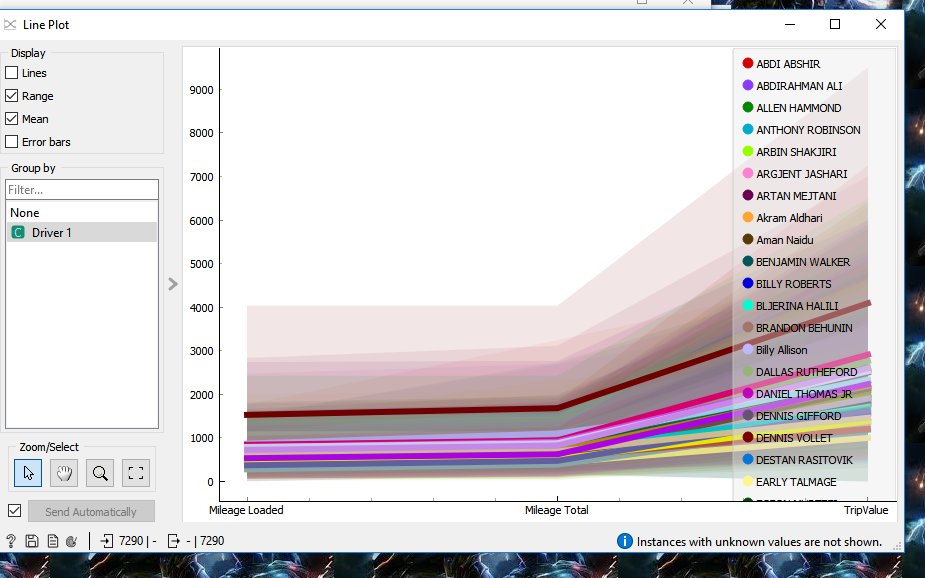 Line Plot
Display
Lines
Range
Mean
Error bars
Group by
Filter...
None
C Driver 1
Zoom/Select
Send Automatically
9000
8000
7000
6000
5000
4000
3000
2000
1000
0
Mileage Loaded
Mileage Total
TripValue
ABDI ABSHIR
ABDIRAHMAN ALI
ALLEN HAMMOND
ANTHONY ROBINSON
ARBIN SHAKJIRI
ARGJENT JASHARI
ARTAN MEJTANI
Akram Aldhari
Aman Naidu
BENJAMIN WALKER
BILLY ROBERTS
BLJERINA HALILI
BRANDON BEHUNIN
Billy Allison
DALLAS RUTHEFORD
DANIEL THOMAS JR
DENNIS GIFFORD
DENNIS VOLLET
DESTAN RASITOVIK
EARLY TALMAGE
? 7290 | - - | 7290
Instances with unknown values are not shown.